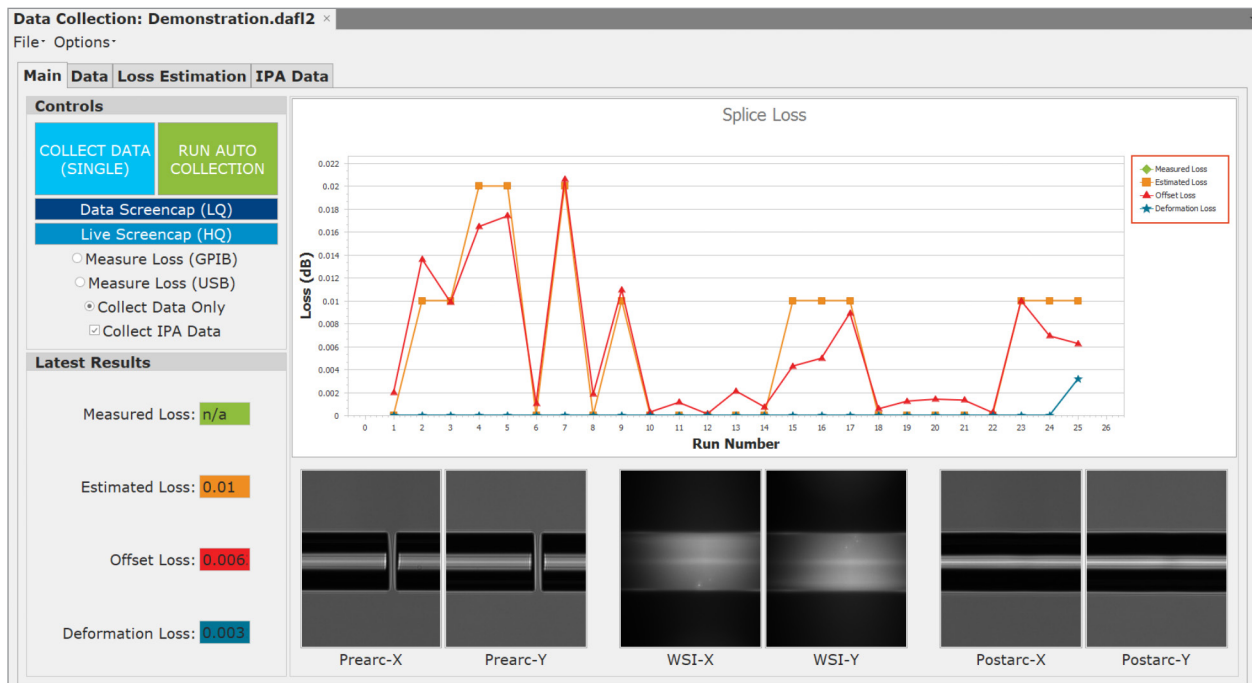 Data Collection: Demonstration.dafl2 ×
File· Options·
Main Data Loss Estimation IPA Data
Controls
COLLECT DATA
(SINGLE)
RUN AUTO
COLLECTION
Data Screencap (LQ)
Live Screencap (HQ)
Measure Loss (GPIB)
Measure Loss (USB)
Collect Data Only
Collect IPA Data
Latest Results
Measured Loss: n/a
Estimated Loss: 0.01
Offset Loss: 0.006
Deformation Loss: 0.003
Splice Loss
Loss (dB)
0.022
0.02
0.018
0.016
0.014
0.012
0.01
0.008
0.006
0.004
0.002
0
0 1 2 3 4 5 6 7 8 9 10 11 12 13 14 15 16 17 18 19 20 21 22 23 24 25 26
Run Number
Measured Loss
Estimated Loss
Offset Loss
Deformation Loss
Prearc-X Prearc-Y WSI-X WSI-Y Postarc-X Postarc-Y